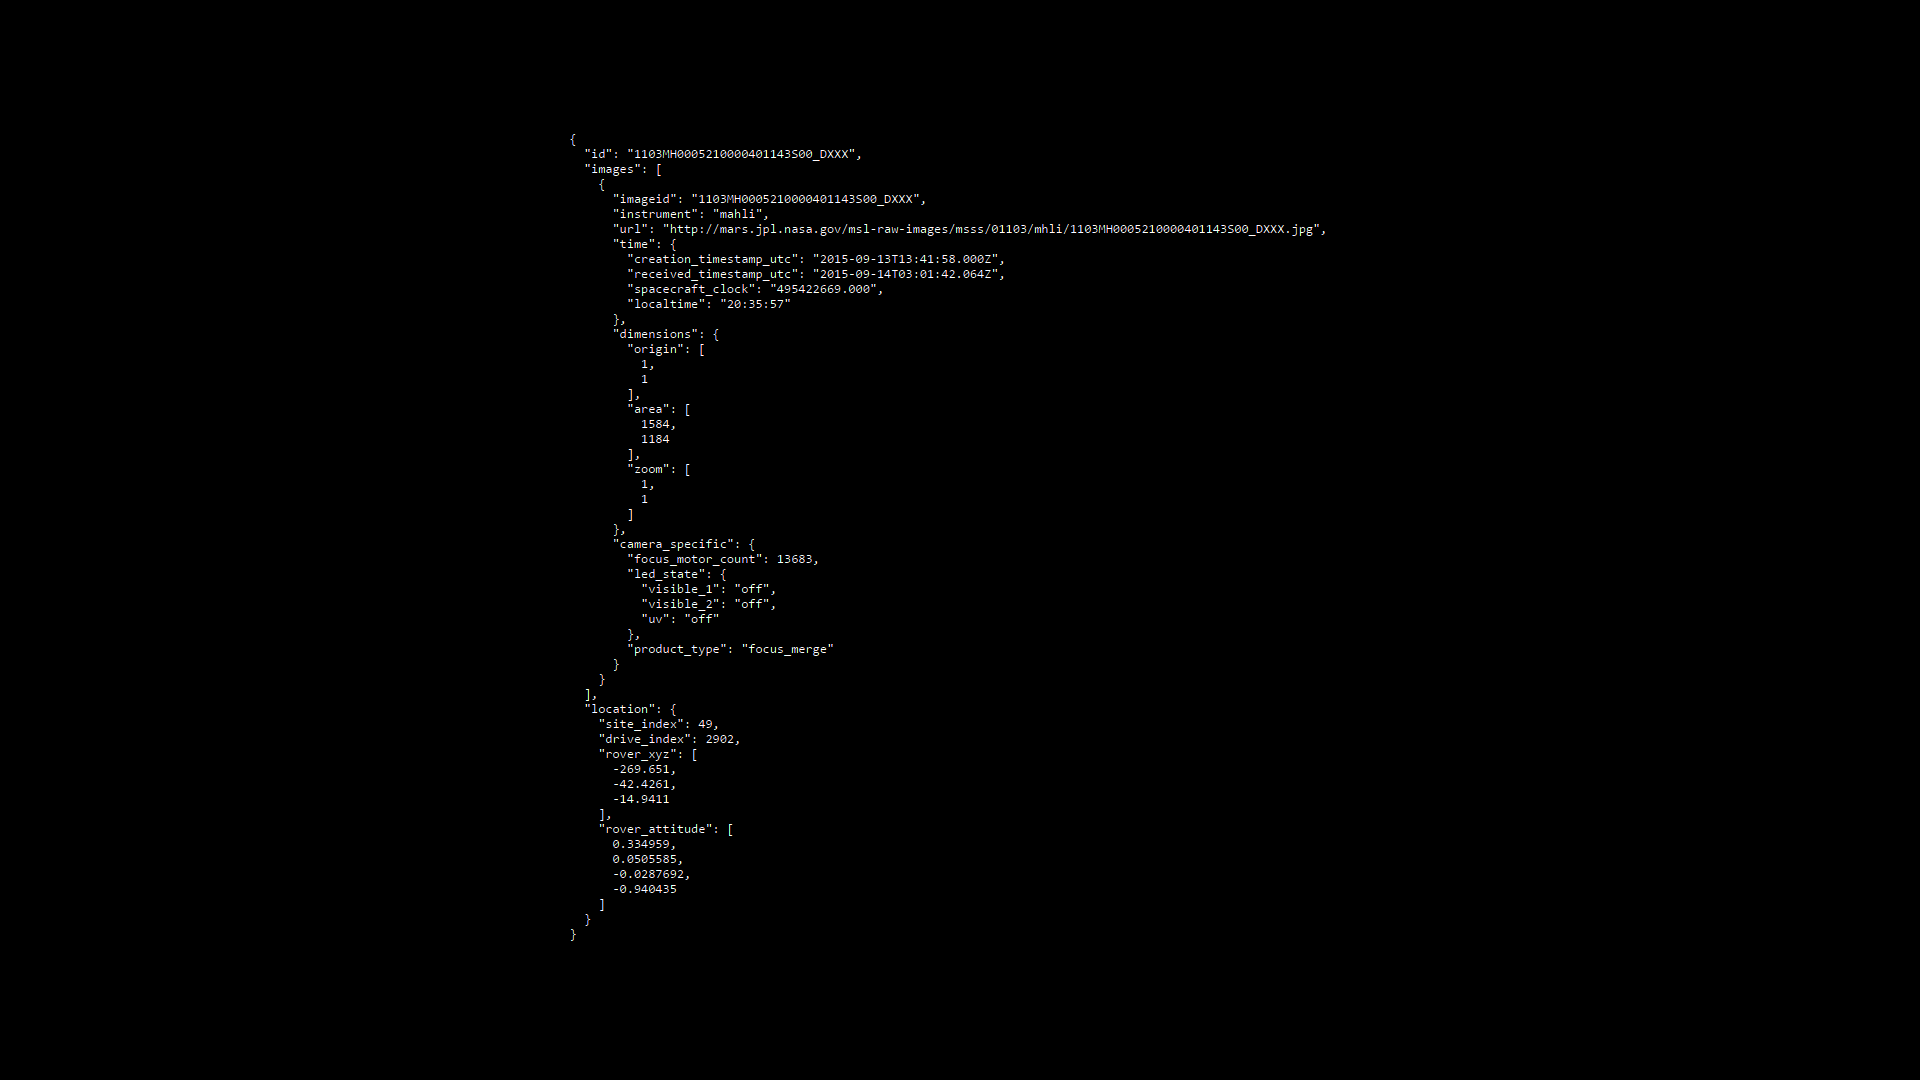 {
"id": "1103MH0005210000401143S00_DXXX",
"images": [
{
"imageid": "1103MH0005210000401143S00_DXXX",
"instrument": "mahli",
"url": "http://mars.jpl.nasa.gov/msl-raw-images/msss/01103/mhli/1103MH0005210000401143S00_DXXX.jpg",
"time": {
"creation_timestamp_utc": "2015-09-13T13:41:58.000Z",
"received_timestamp_utc": "2015-09-14T03:01:42.064Z",
"spacecraft_clock": "495422669.000",
"localtime": "20:35:57"
},
"dimensions": {
"origin": [
1,
1
],
"area": [
1584,
1184
],
"zoom": [
1,
1
]
},
"camera_specific": {
"focus_motor_count": 13683,
"led_state": {
"visible_1": "off",
"visible_2": "off",
"uv": "off"
},
"product_type": "focus_merge"
}
}
],
"location": {
"site_index": 49,
"drive_index": 2902,
"rover_xyz": [
-269.651,
-42.4261,
-14.9411
],
"rover_attitude": [
0.334959,
0.0505585,
-0.0287692,
-0.940435
]
}
}